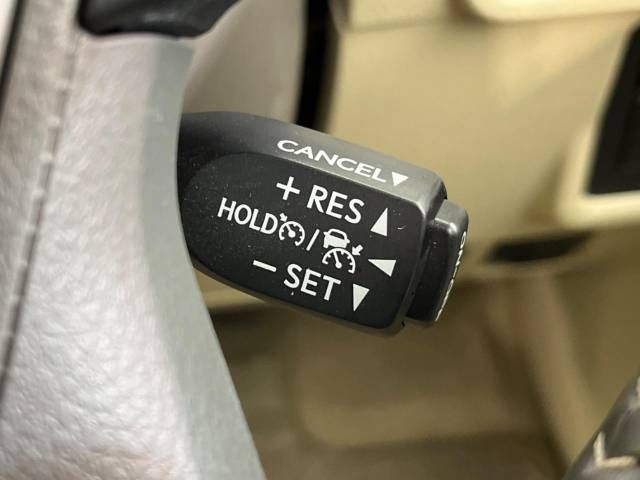 CANCEL▼
+ RES ▲
HOLD /
− SET ▼